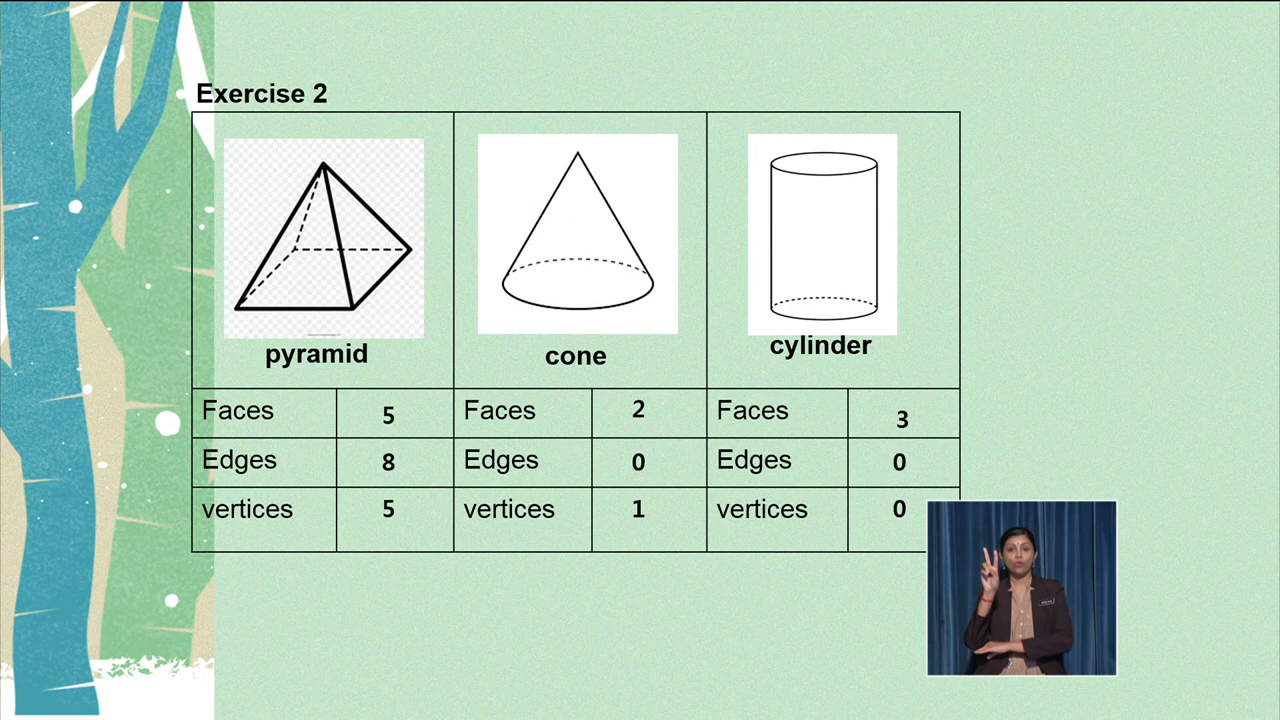 Exercise 2
pyramid
cone
cylinder
Faces 5 Faces 2 Faces 3
Edges 8 Edges 0 Edges 0
vertices 5 vertices 1 vertices 0